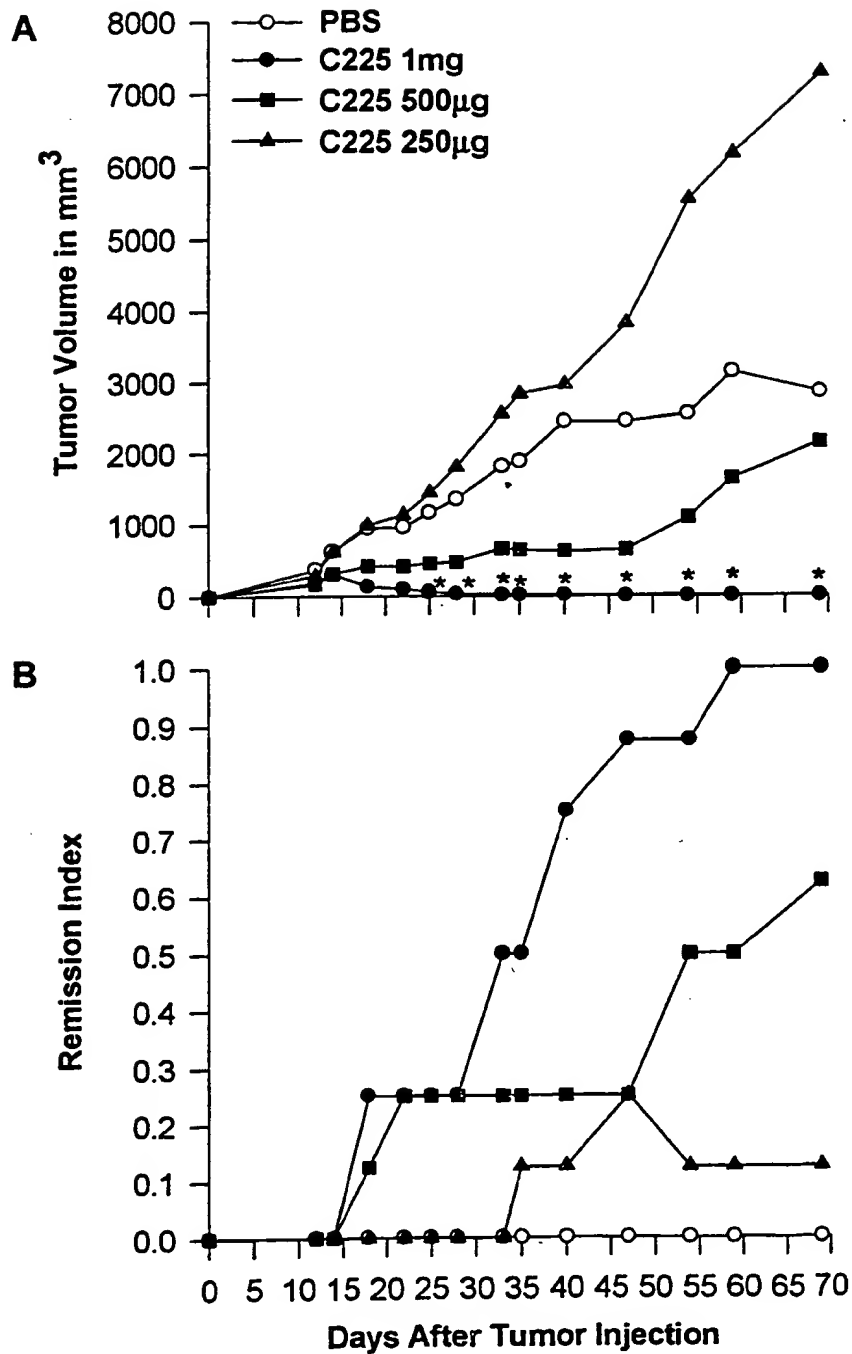 A
8000
7000
6000
5000
4000
3000
2000
1000
0
Tumor Volume in mm³
PBS
C225 1mg
C225 500µg
C225 250µg
* * * * * * * * *
B
1.0
0.9
0.8
0.7
0.6
0.5
0.4
0.3
0.2
0.1
0.0
Remission Index
0 5 10 15 20 25 30 35 40 45 50 55 60 65 70
Days After Tumor Injection